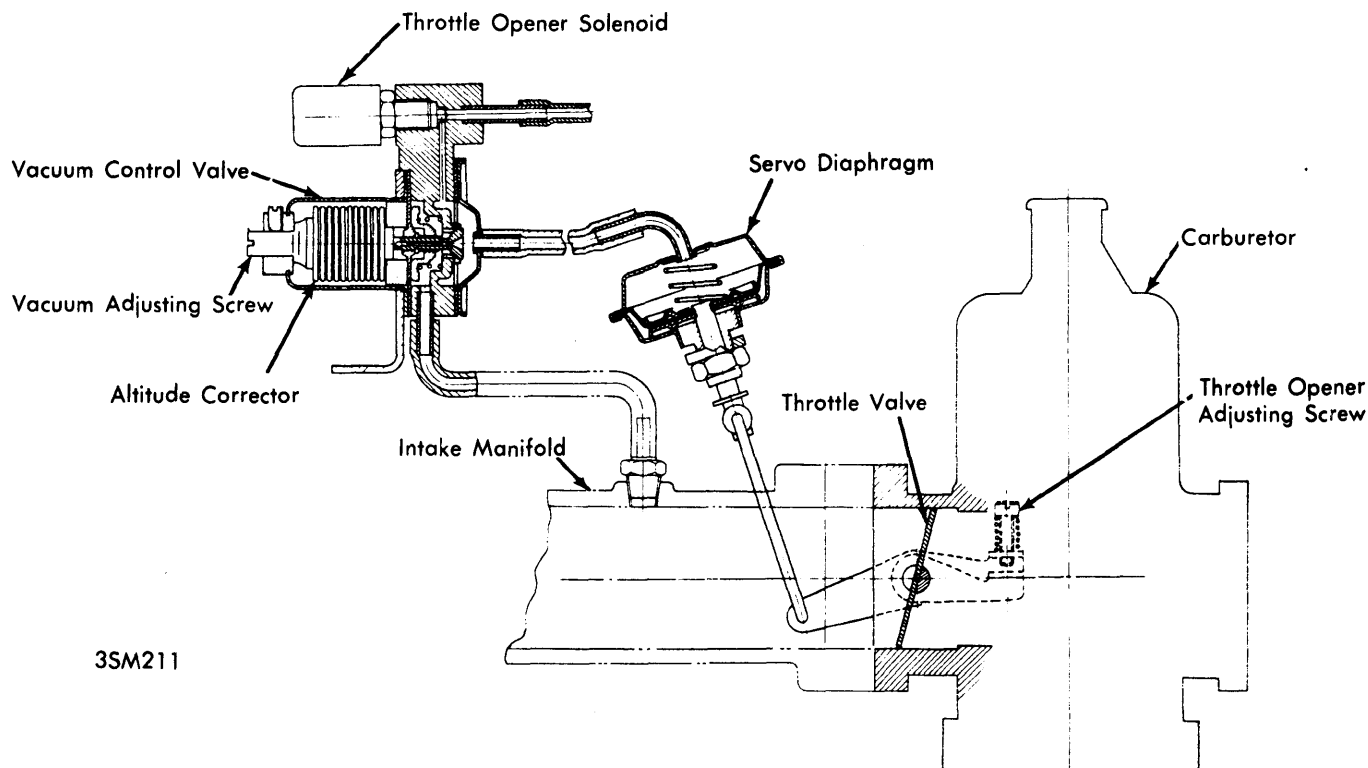 Throttle Opener Solenoid
Vacuum Control Valve
Servo Diaphragm
Carburetor
Vacuum Adjusting Screw
Altitude Corrector
Throttle Valve
Throttle Opener
Adjusting Screw
Intake Manifold
3SM211